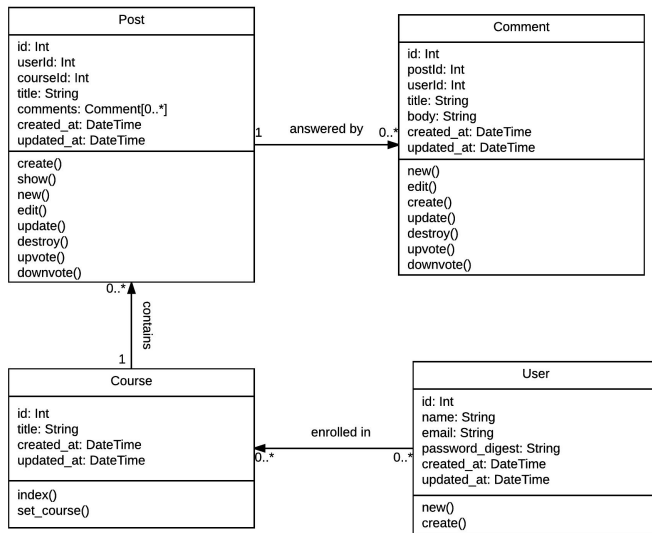 Post
id: Int
userId: Int
courseId: Int
title: String
comments: Comment[0..*]
created_at: DateTime
updated_at: DateTime
create()
show()
new()
edit()
update()
destroy()
upvote()
downvote()
1
answered by
0..*
Comment
id: Int
postId: Int
userId: Int
title: String
body: String
created_at: DateTime
updated_at: DateTime
new()
edit()
create()
update()
destroy()
upvote()
downvote()
0..*
contains
1
Course
id: Int
title: String
created_at: DateTime
updated_at: DateTime
index()
set_course()
enrolled in
0..*
0..*
User
id: Int
name: String
email: String
password_digest: String
created_at: DateTime
updated_at: DateTime
new()
create()